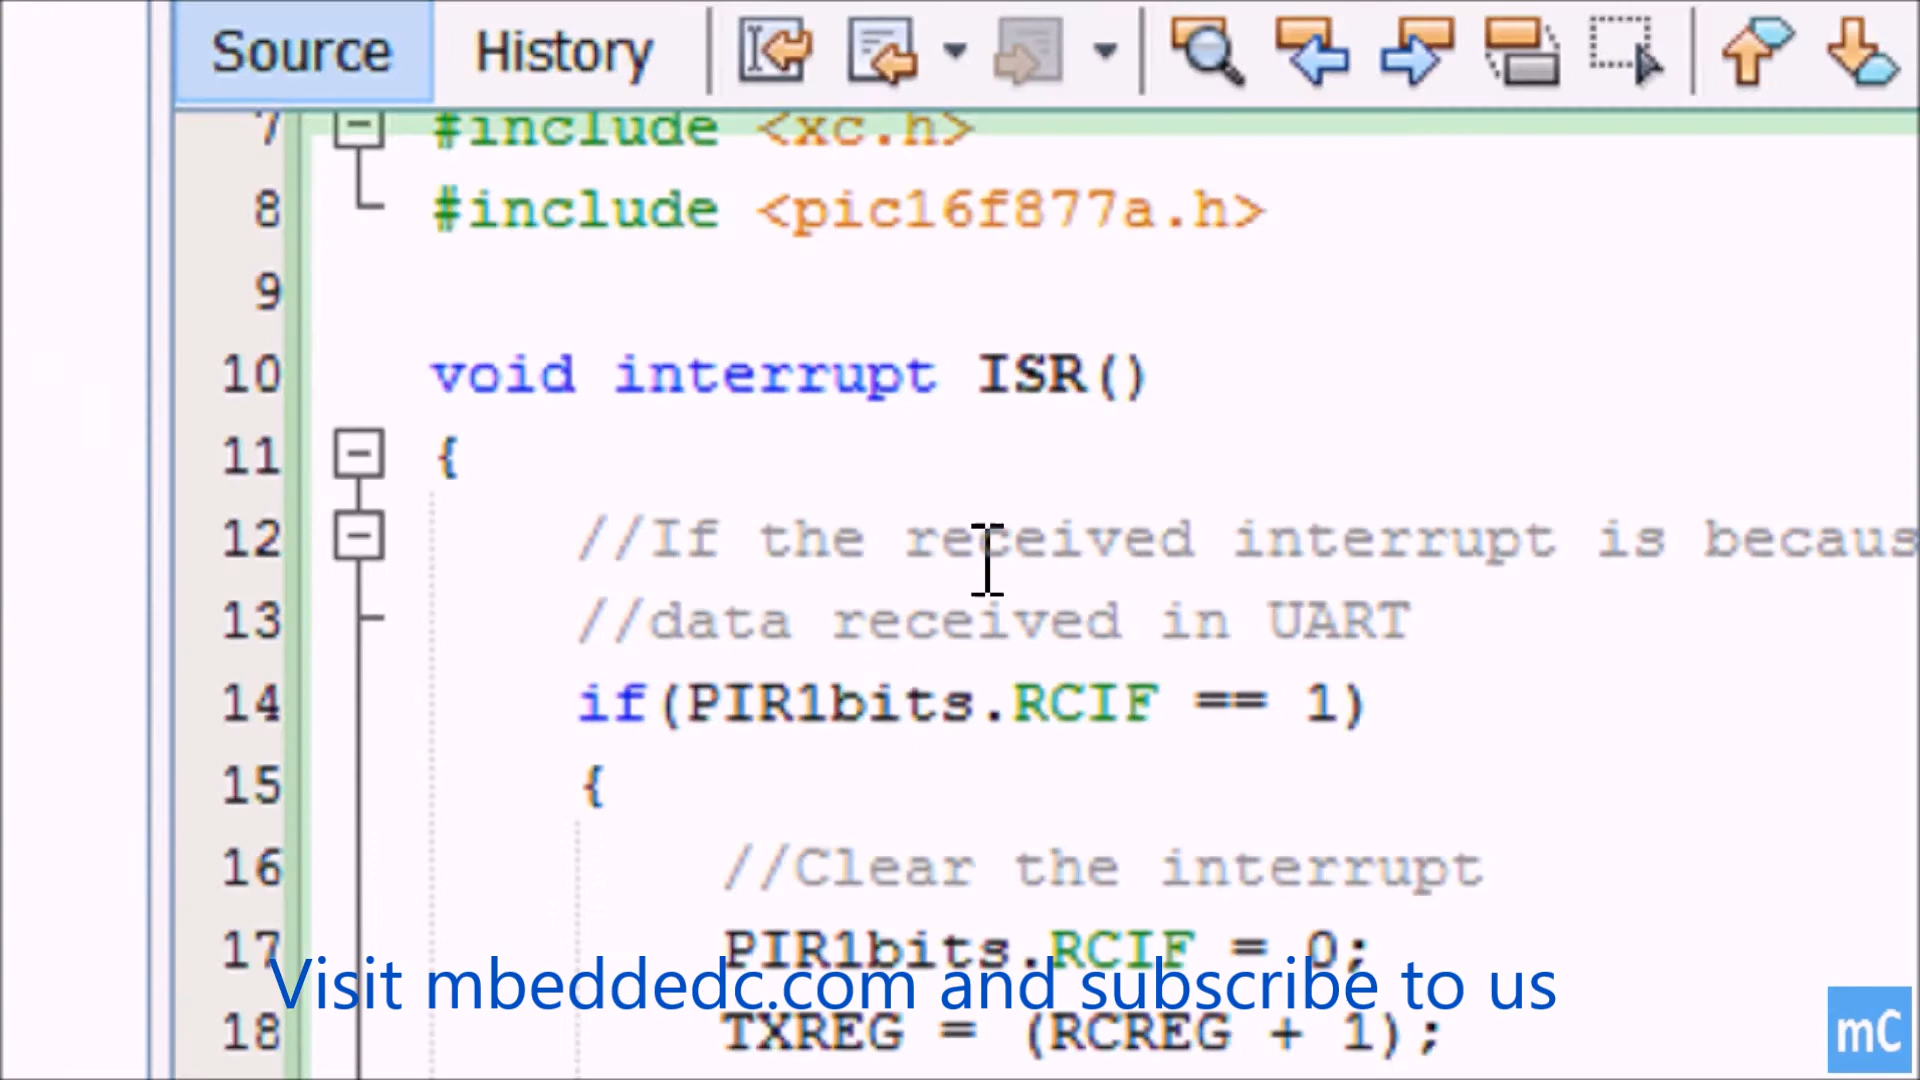 Source History
7 #include <xc.h>
8 #include <pic16f877a.h>
9
10 void interrupt ISR()
11 {
12 //If the received interrupt is becaus
13 //data received in UART
14 if(PIR1bits.RCIF == 1)
15 {
16 //Clear the interrupt
17 PIR1bits.RCIF = 0;
Visit mbeddedc.com and subscribe to us
18 TXREG = (RCREG + 1);
mC